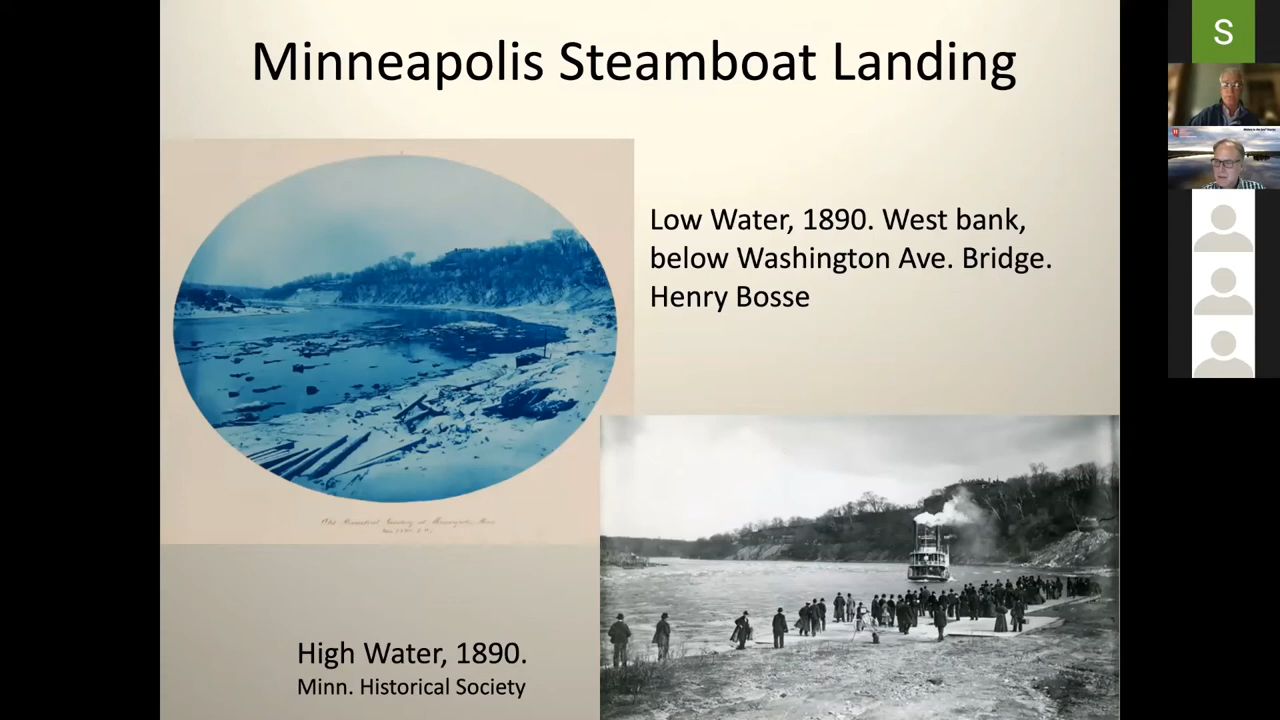 Minneapolis Steamboat Landing
S
Low Water, 1890. West bank,
below Washington Ave. Bridge.
Henry Bosse
High Water, 1890.
Minn. Historical Society